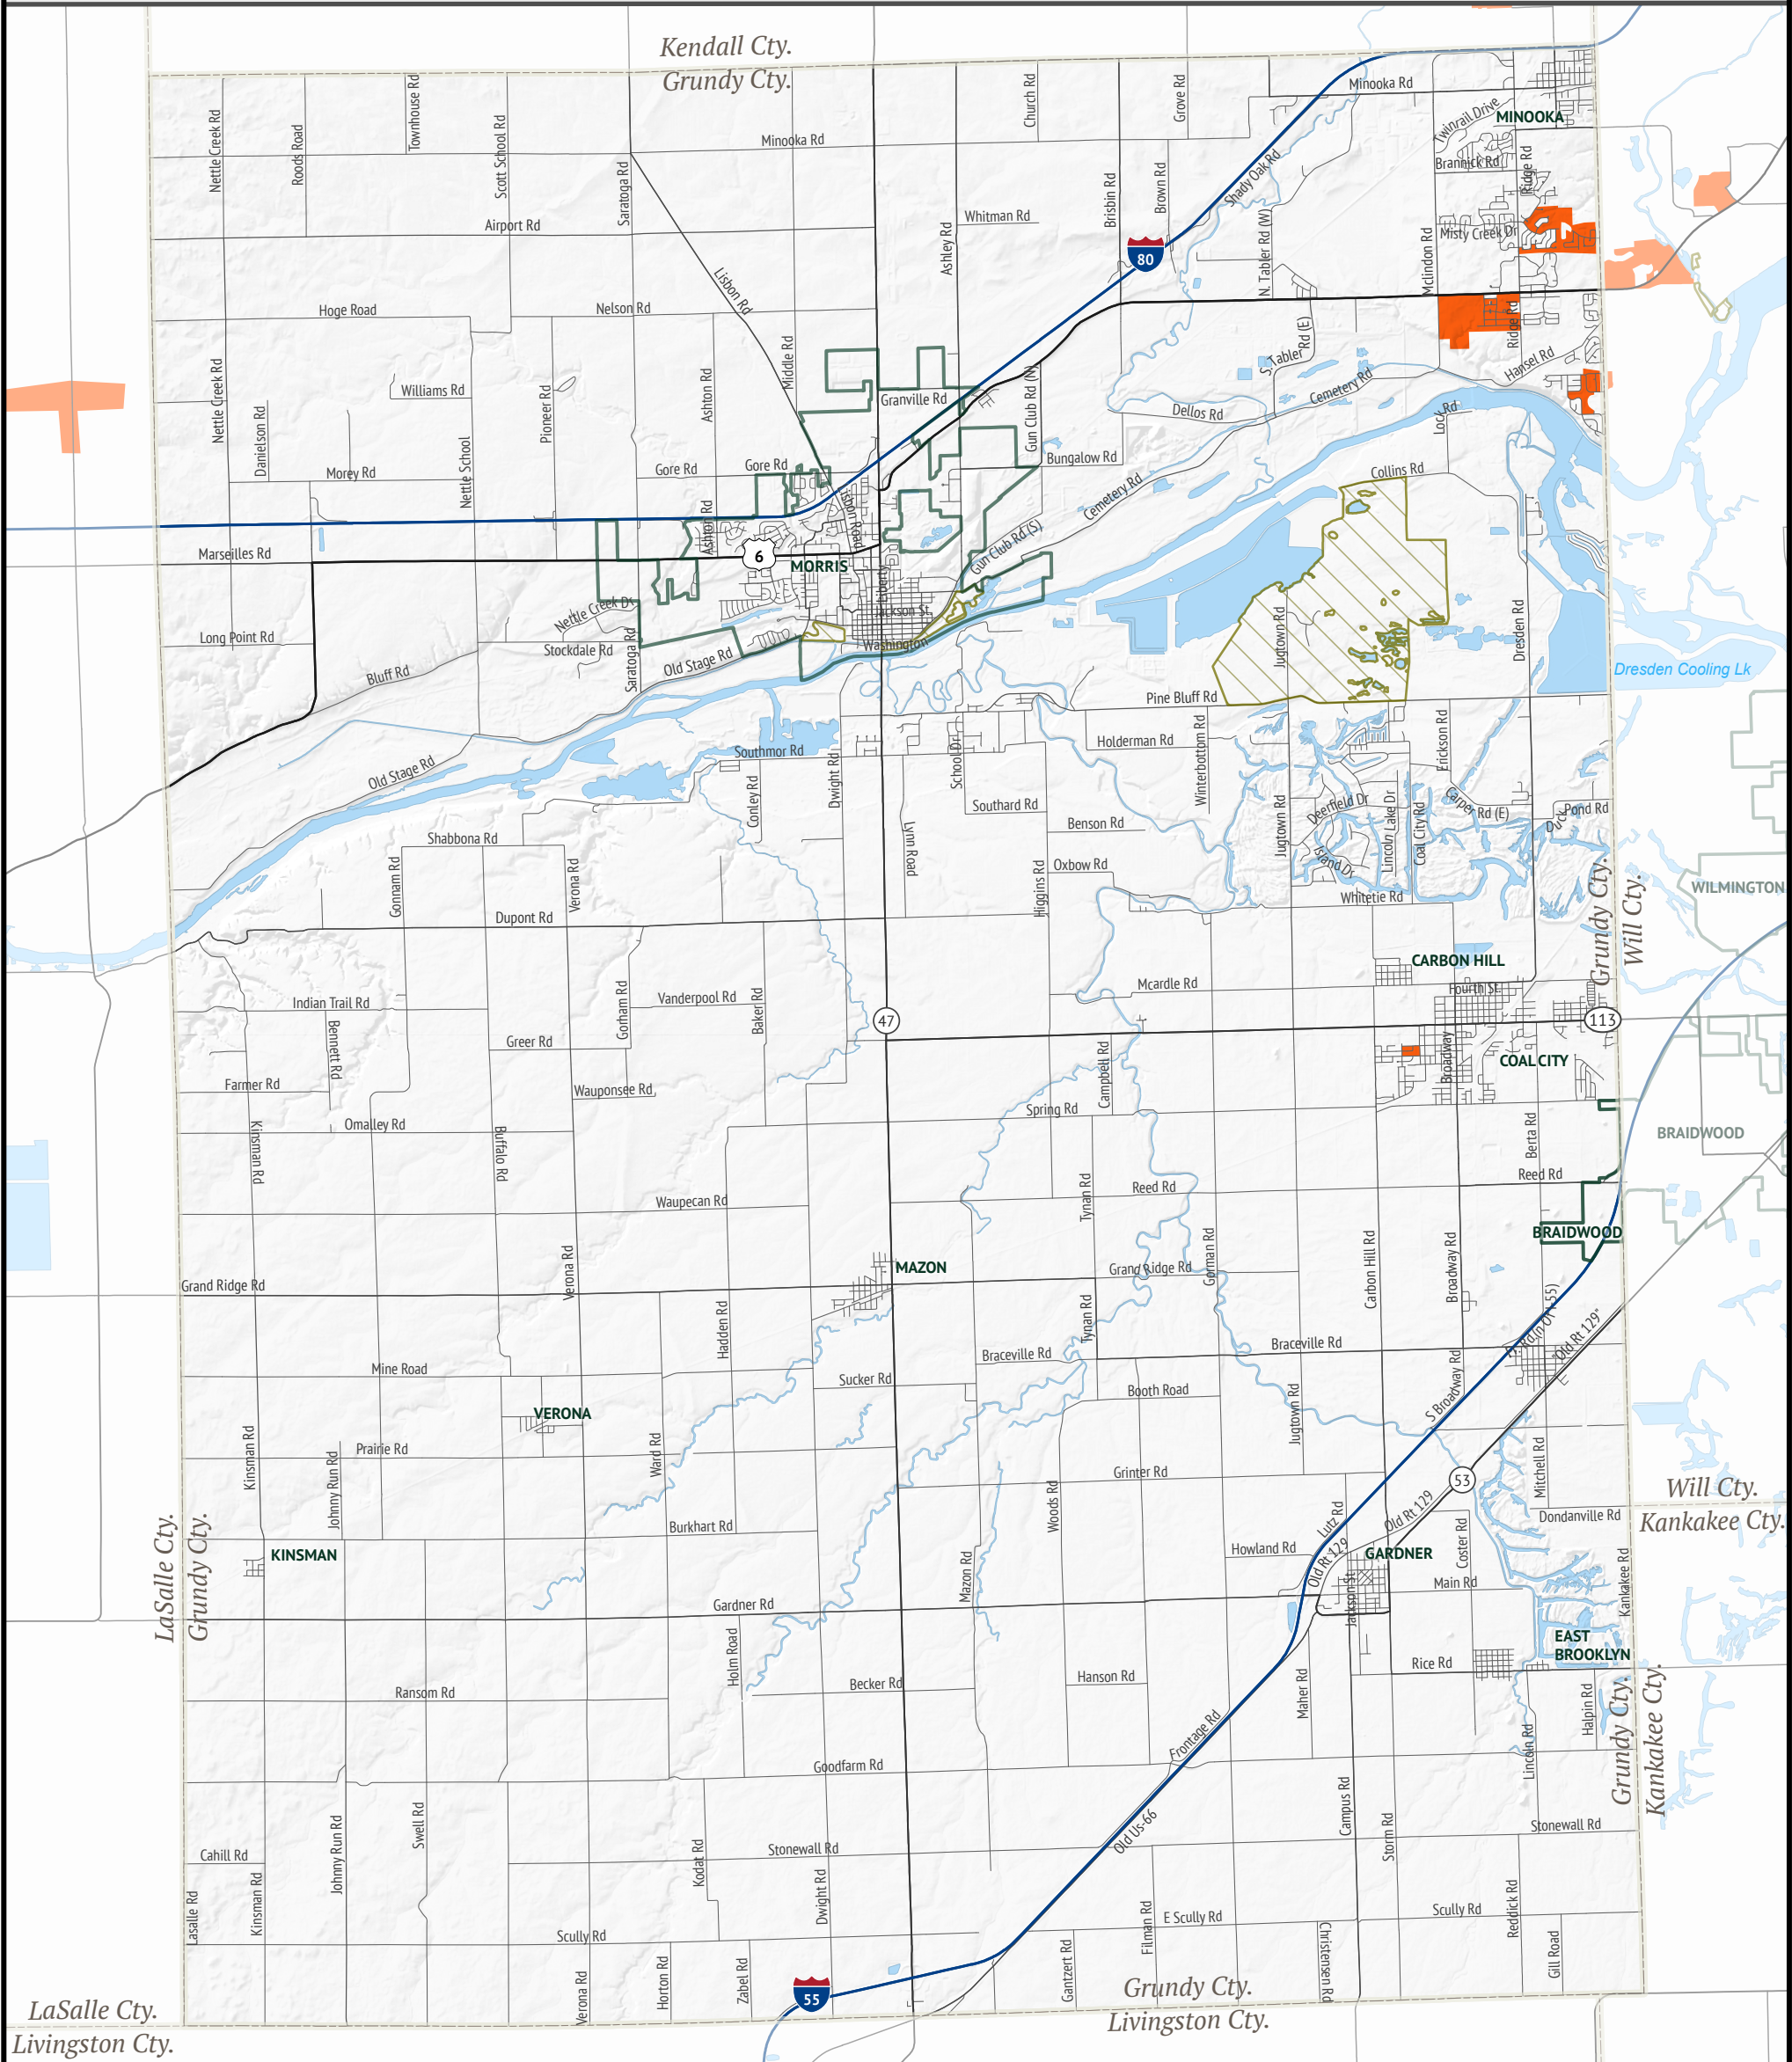 Kendall Cty.
Grundy Cty.
Nettle Creek Rd
Roods Road
Townhouse Rd
Scott School Rd
Saratoga Rd
Minooka Rd
Church Rd
Grove Rd
Minooka Rd
Twinrail Drive
MINOOKA
Brannick Rd
Ridge Rd
Airport Rd
Whitman Rd
Ashley Rd
Brisbin Rd
Brown Rd
Shady Oak Rd
N. Tabler Rd (W)
Mclindon Rd
Misty Creek Dr
80
Lisbon Rd
Hoge Road
Nelson Rd
Middle Rd
Ridge Rd
Hansel Rd
S. Tabler
Rd (E)
Nettle Creek Rd
Williams Rd
Danielson Rd
Pioneer Rd
Ashton Rd
Granville Rd
Gun Club Rd (N)
Dellos Rd
Cemetery Rd
Lock Rd
Morey Rd
Nettle School
Gore Rd
Gore Rd
Bungalow Rd
Collins Rd
Cemetery Rd
Ashton Rd
Marseilles Rd
6
MORRIS
Liberty
Gun Club Rd (S)
Nettle Creek Dr
Jackson St.
Washington
Long Point Rd
Stockdale Rd
Saratoga Rd
Old Stage Rd
Bluff Rd
Jugtown Rd
Dresden Rd
Dresden Cooling Lk
Pine Bluff Rd
Old Stage Rd
Southmor Rd
Holderman Rd
School Dr
Winterbottom Rd
Erickson Rd
Conley Rd
Dwight Rd
Southard Rd
Benson Rd
Jugtown Rd
Deerfield Dr
Lincoln Lake Dr
Coal City Rd
Carper Rd (E)
Duck Pond Rd
Shabbona Rd
Gonnam Rd
Verona Rd
Lynn Road
Higgins Rd
Oxbow Rd
Island Dr
Whitetie Rd
Grundy Cty.
Will Cty.
WILMINGTON
Dupont Rd
CARBON HILL
Mcardle Rd
Fourth St.
Indian Trail Rd
Bennett Rd
Gorham Rd
Vanderpool Rd
Baker Rd
47
113
Greer Rd
Campbell Rd
Broadway
COAL CITY
Farmer Rd
Wauponsee Rd
Spring Rd
Omalley Rd
Kinsman Rd
Buffalo Rd
Berta Rd
BRAIDWOOD
Waupecan Rd
Tynan Rd
Reed Rd
Reed Rd
BRAIDWOOD
Verona Rd
Grand Ridge Rd
MAZON
Grand Ridge Rd
Gorman Rd
Carbon Hill Rd
Broadway Rd
Hadden Rd
Tynan Rd
Old Rt 129"
Mine Road
Braceville Rd
Braceville Rd
Sucker Rd
Booth Road
Jugtown Rd
S Broadway Rd
VERONA
Kinsman Rd
Johnny Run Rd
Prairie Rd
Ward Rd
Grinter Rd
53
Mitchell Rd
Will Cty.
Kankakee Cty.
Woods Rd
Lutz Rd
Old Rt 129
Dondanville Rd
LaSalle Cty.
Grundy Cty.
Burkhart Rd
KINSMAN
Howland Rd
Old Rt 129
GARDNER
Coster Rd
Kankakee Rd
Mazon Rd
Main Rd
Jackson St
Gardner Rd
Holm Road
EAST
BROOKLYN
Rice Rd
Hanson Rd
Becker Rd
Ransom Rd
Maher Rd
Halpin Rd
Grundy Cty.
Kankakee Cty.
Frontage Rd
Lincoln Rd
Goodfarm Rd
Swell Rd
Johnny Run Rd
Campus Rd
Storm Rd
Old Us-66
Stonewall Rd
Cahill Rd
Stonewall Rd
Kodat Rd
Dwight Rd
Lasalle Rd
Kinsman Rd
Reddick Rd
Scully Rd
E Scully Rd
Filman Rd
Scully Rd
Christensen Rd
Gill Road
Gantzert Rd
Verona Rd
Horton Rd
Zabel Rd
55
Grundy Cty.
Livingston Cty.
LaSalle Cty.
Livingston Cty.